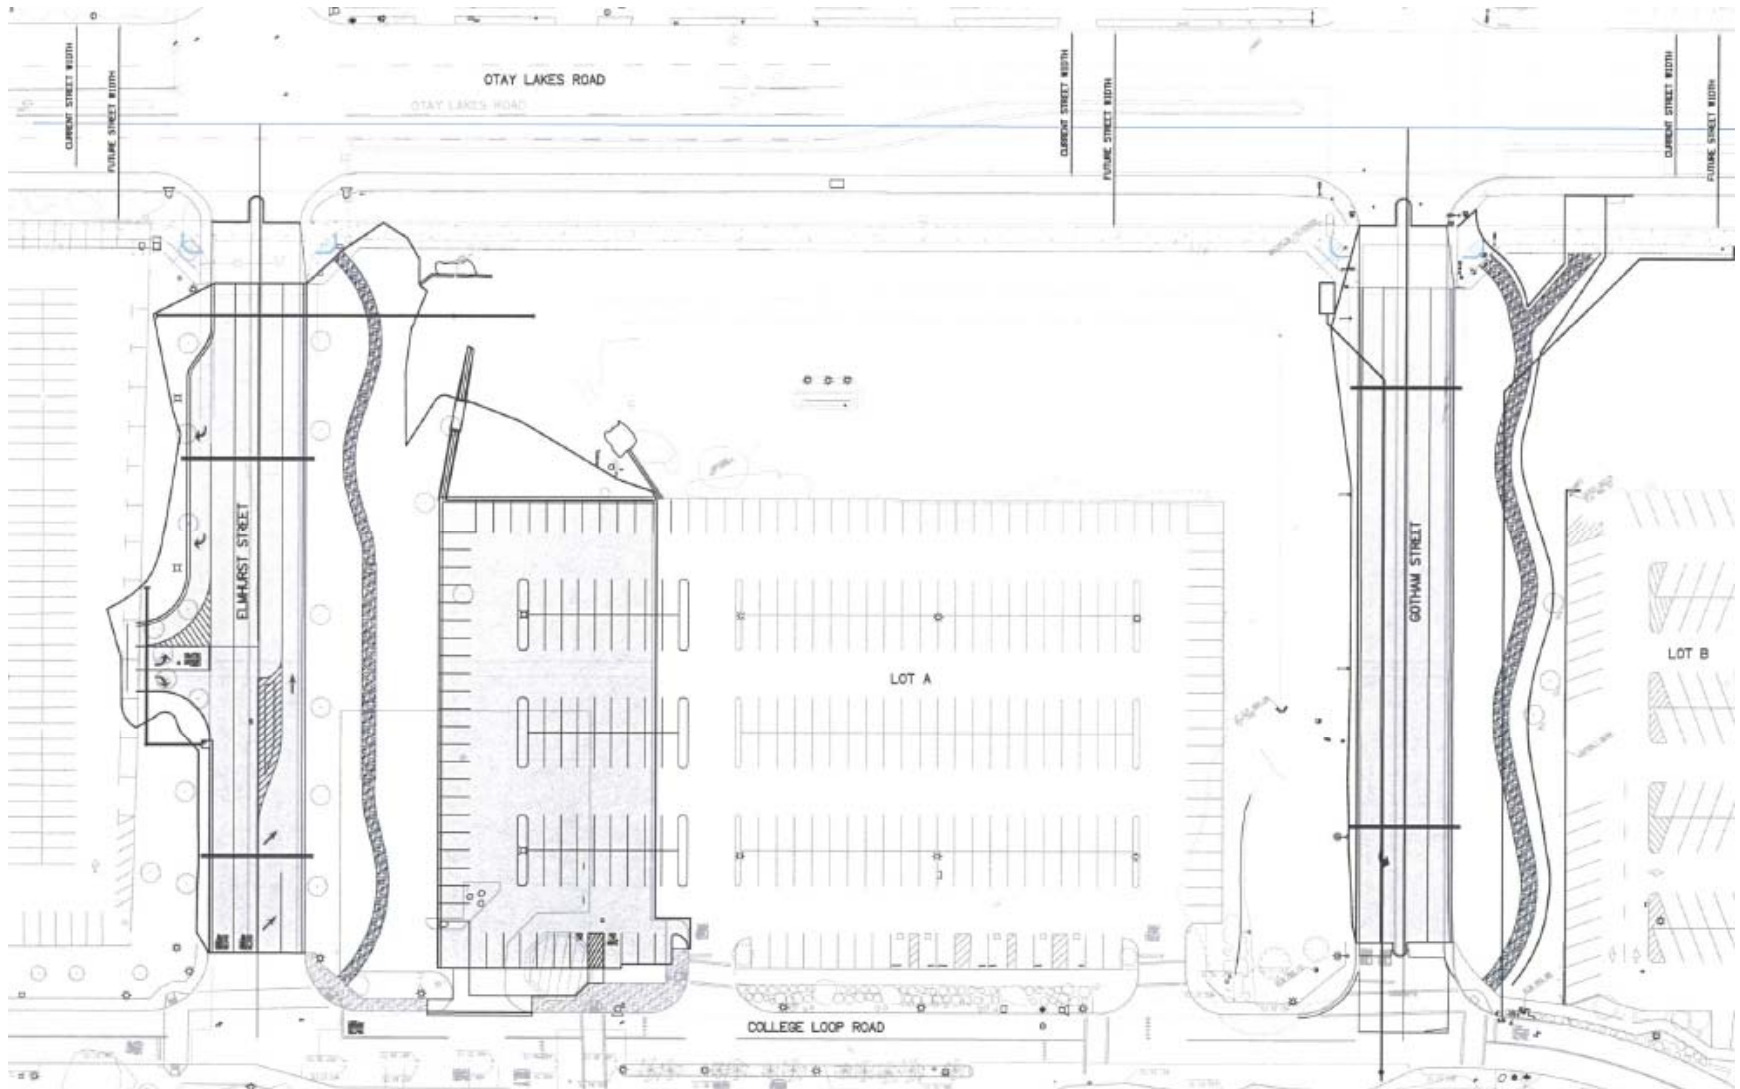 CURRENT STREET WIDTH
FUTURE STREET WIDTH
OTAY LAKES ROAD
OTAY LAKES ROAD
CURRENT STREET WIDTH
FUTURE STREET WIDTH
CURRENT STREET WIDTH
FUTURE STREET WIDTH
ELMHURST STREET
GOTHAM STREET
LOT A
LOT B
COLLEGE LOOP ROAD